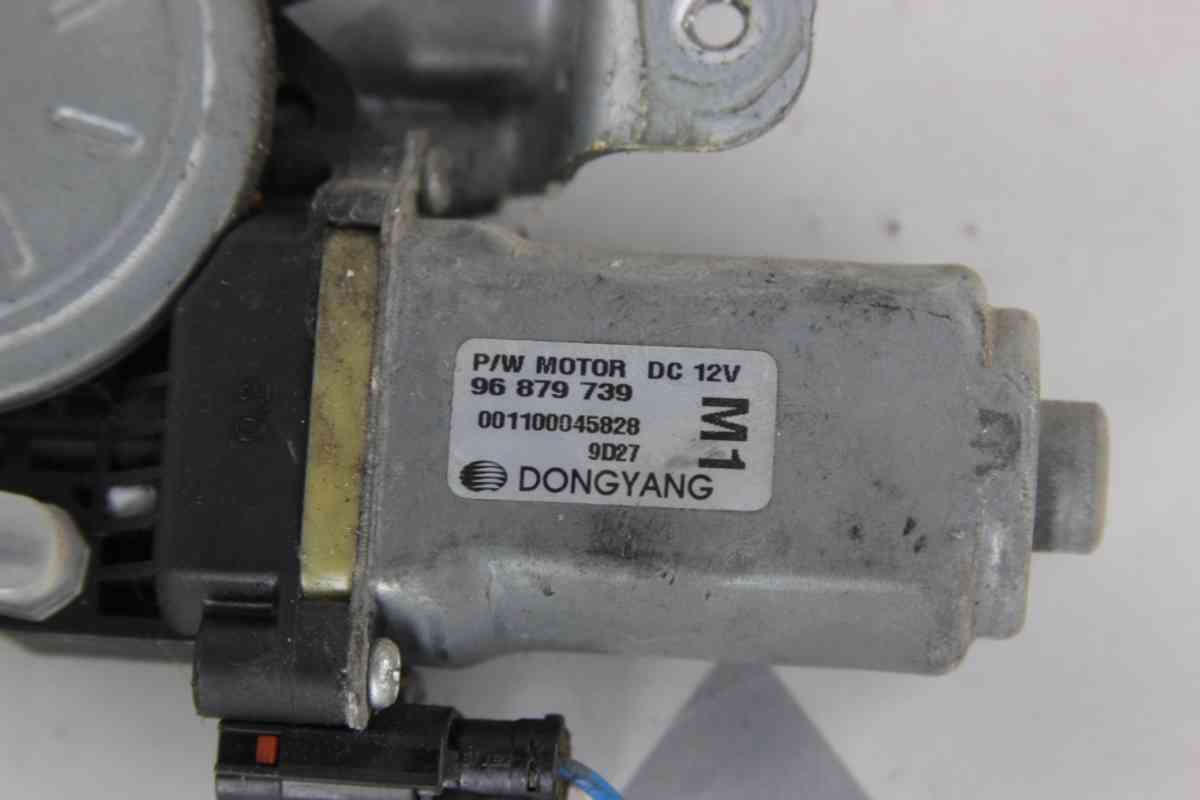 P/W MOTOR DC 12V
96 879 739
001100045828
9D27
M1
DONGYANG